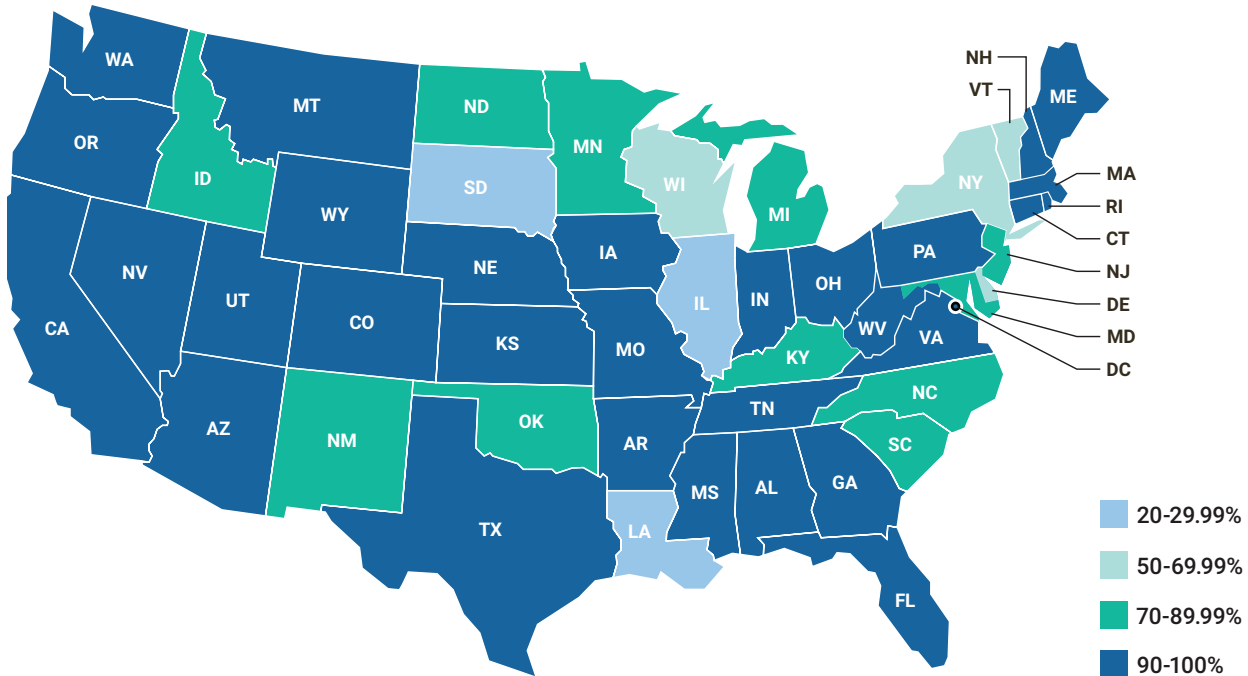 WA
MT
ND
MN
OR
ID
SD
WI
MI
NY
ME
NH
VT
MA
RI
CT
NJ
DE
MD
DC
WY
NV
UT
CA
CO
NE
IA
IL
IN
OH
PA
KS
MO
KY
WV
VA
AZ
NM
OK
AR
TN
NC
SC
TX
LA
MS
AL
GA
FL
20-29.99%
50-69.99%
70-89.99%
90-100%